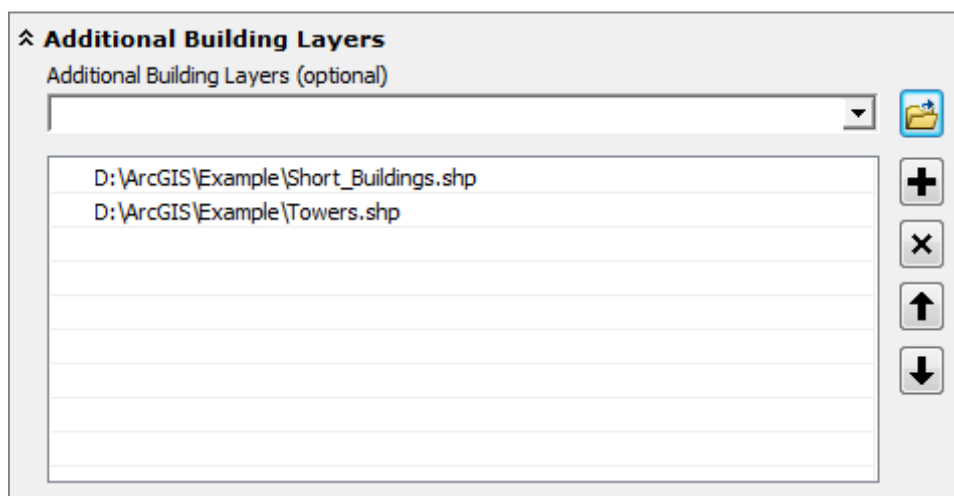 Additional Building Layers
Additional Building Layers (optional)
D:\ArcGIS\Example\Short_Buildings.shp
D:\ArcGIS\Example\Towers.shp